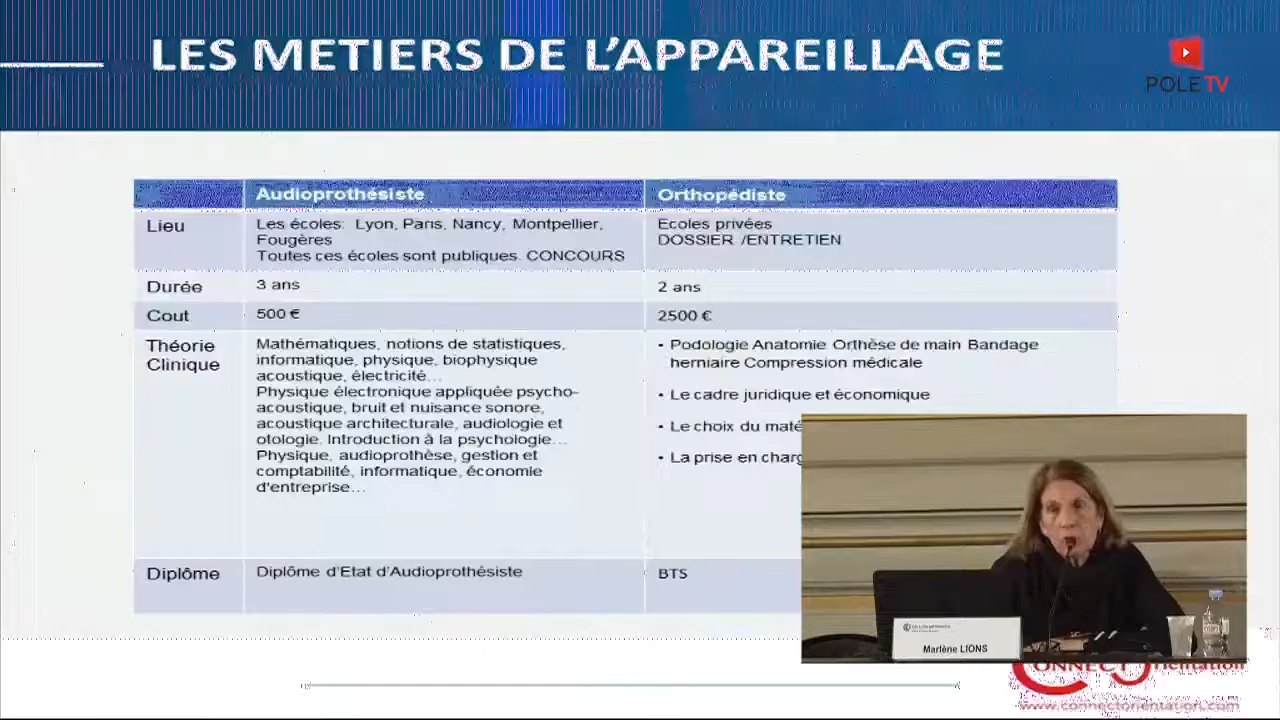 LES METIERS DE L'APPAREILLAGE
POLE TV
Audioprothésiste
Orthopédiste
Lieu
Les écoles: Lyon, Paris, Nancy, Montpellier,
Fougères
Toutes ces écoles sont publiques. CONCOURS
Ecoles privées
DOSSIER /ENTRETIEN
Durée
3 ans
2 ans
Cout
500 €
2500 €
Théorie
Clinique
Mathématiques, notions de statistiques,
informatique, physique, biophysique
acoustique, électricité...
Physique électronique appliquée psycho-
acoustique, bruit et nuisance sonore,
acoustique architecturale, audiologie et
otologie. Introduction à la psychologie...
Physique, audioprothèse, gestion et
comptabilité, informatique, économie
d'entreprise...
• Podologie Anatomie Orthèse de main Bandage
herniaire Compression médicale
• Le cadre juridique et économique
• Le choix du maté
• La prise en charg
Diplôme
Diplôme d'Etat d'Audioprothésiste
BTS
Marlène LIONS
CONNECT Orientation
www.connectorientation.com